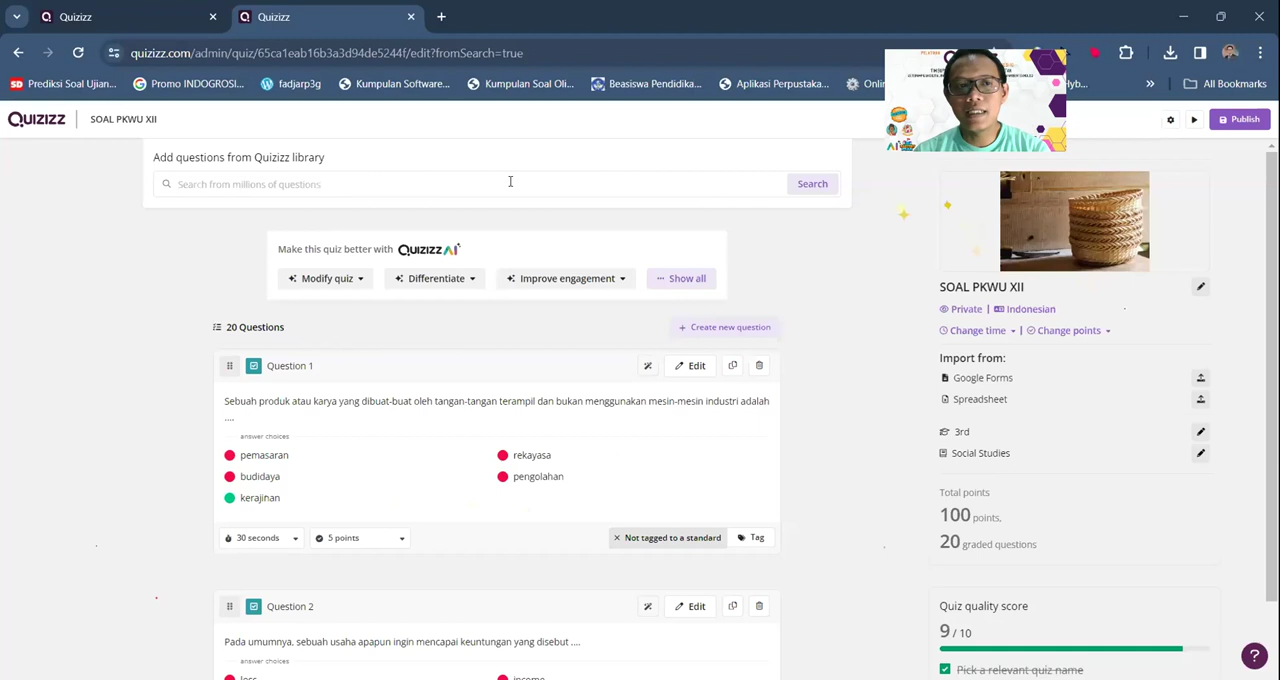 Quizizz
Quizizz
quizizz.com/admin/quiz/65ca1eab16b3a3d94de5244f/edit?fromSearch=true
Prediksi Soal Ujian...
Promo INDOGROSI...
fadjarp3g
Kumpulan Software...
Kumpulan Soal Oli...
Beasiswa Pendidika...
Aplikasi Perpustaka...
All Bookmarks
QUIZIZZ
SOAL PKWU XII
Publish
Add questions from Quizizz library
Search from millions of questions
Search
Make this quiz better with QUIZIZZ AI
Modify quiz
Differentiate
Improve engagement
Show all
20 Questions
+ Create new question
Question 1
Edit
Sebuah produk atau karya yang dibuat-buat oleh tangan-tangan terampil dan bukan menggunakan mesin-mesin industri adalah
....
answer choices
pemasaran
rekayasa
budidaya
pengolahan
kerajinan
30 seconds
5 points
Not tagged to a standard
Tag
Question 2
Edit
Pada umumnya, sebuah usaha apapun ingin mencapai keuntungan yang disebut ....
answer choices
loss
income
SOAL PKWU XII
Private | Indonesian
Change time | Change points
Import from:
Google Forms
Spreadsheet
3rd
Social Studies
Total points
100 points,
20 graded questions
Quiz quality score
9 / 10
Pick a relevant quiz name
?